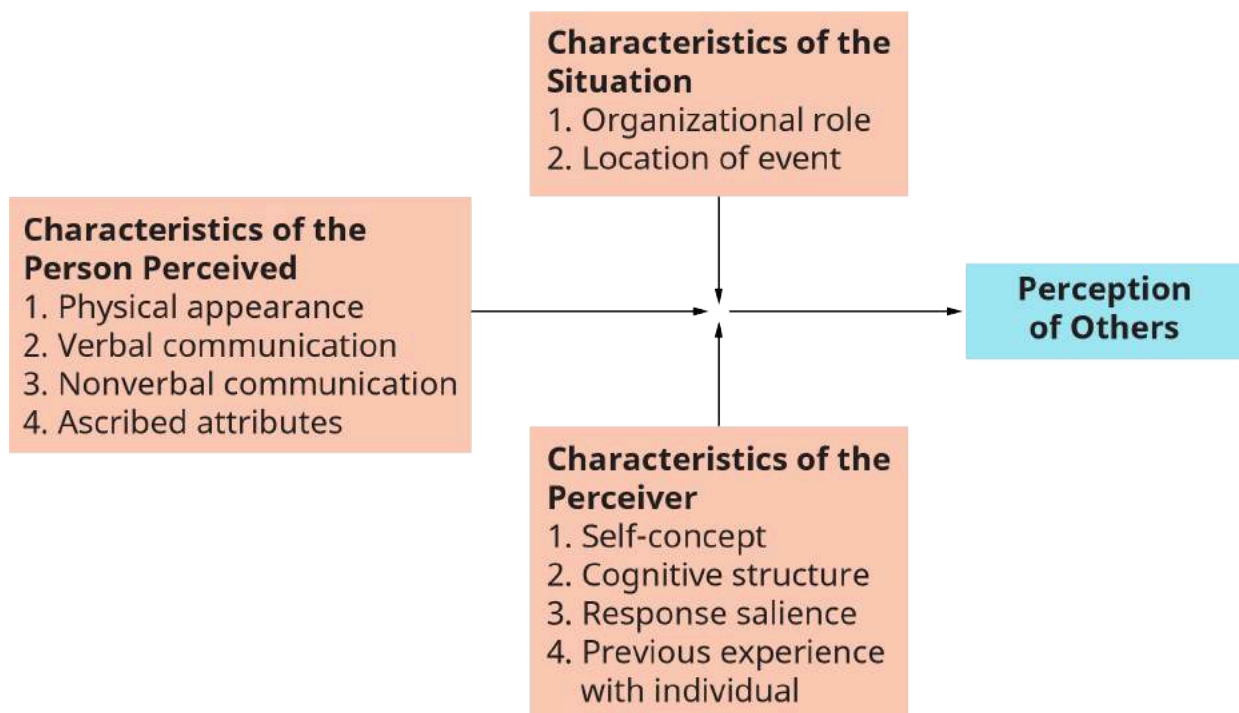 Characteristics of the
Situation
1. Organizational role
2. Location of event
Characteristics of the
Person Perceived
1. Physical appearance
2. Verbal communication
3. Nonverbal communication
4. Ascribed attributes
Perception
of Others
Characteristics of the
Perceiver
1. Self-concept
2. Cognitive structure
3. Response salience
4. Previous experience
with individual